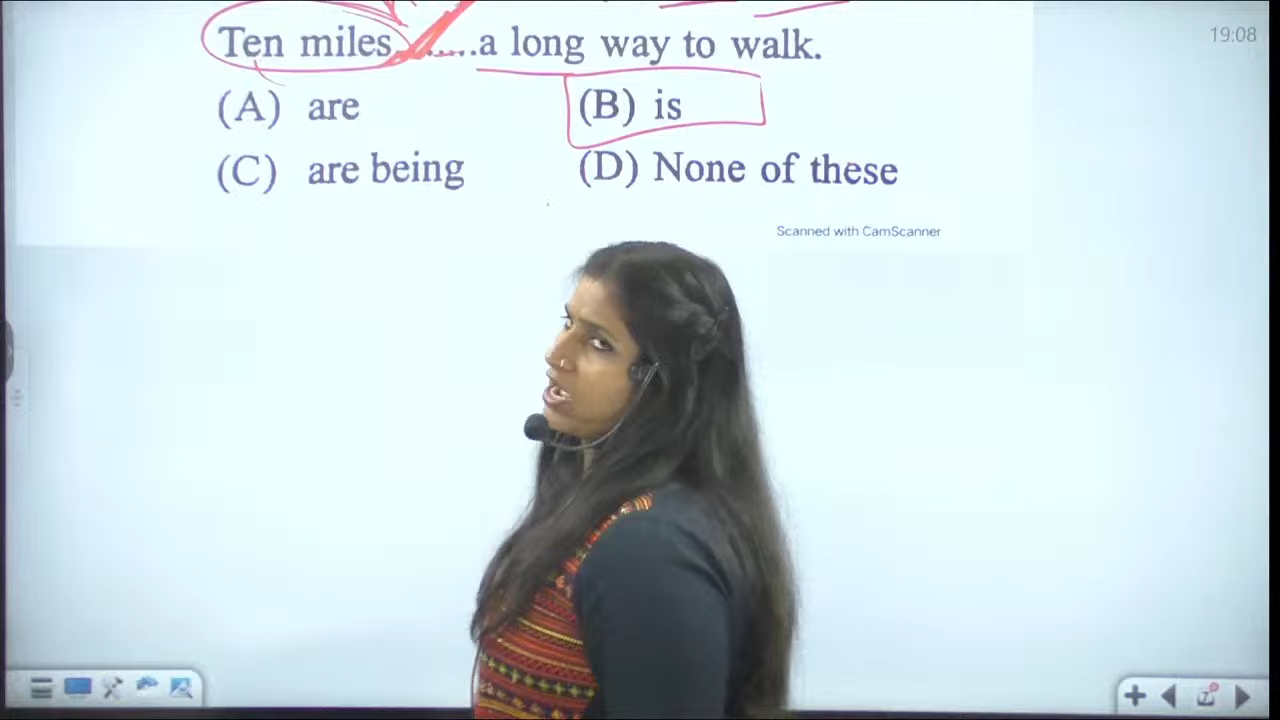 19:08
Ten miles.......a long way to walk.
(A) are (B) is
(C) are being (D) None of these
Scanned with CamScanner